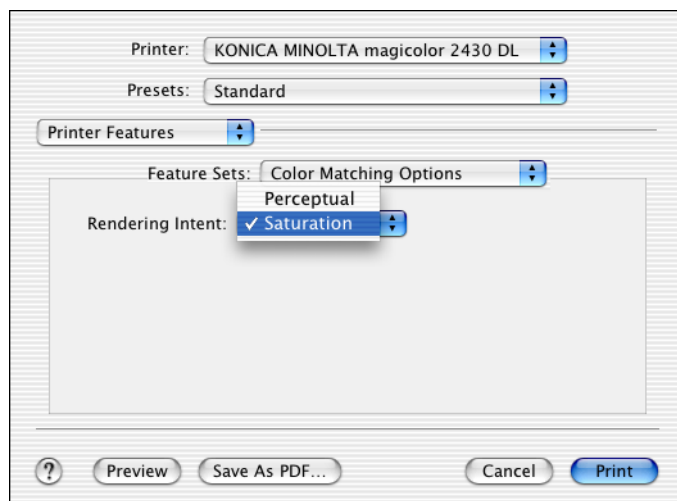 Printer: KONICA MINOLTA magicolor 2430 DL
Presets: Standard
Printer Features
Feature Sets: Color Matching Options
Perceptual
Rendering Intent: ✓ Saturation
? Preview Save As PDF... Cancel Print